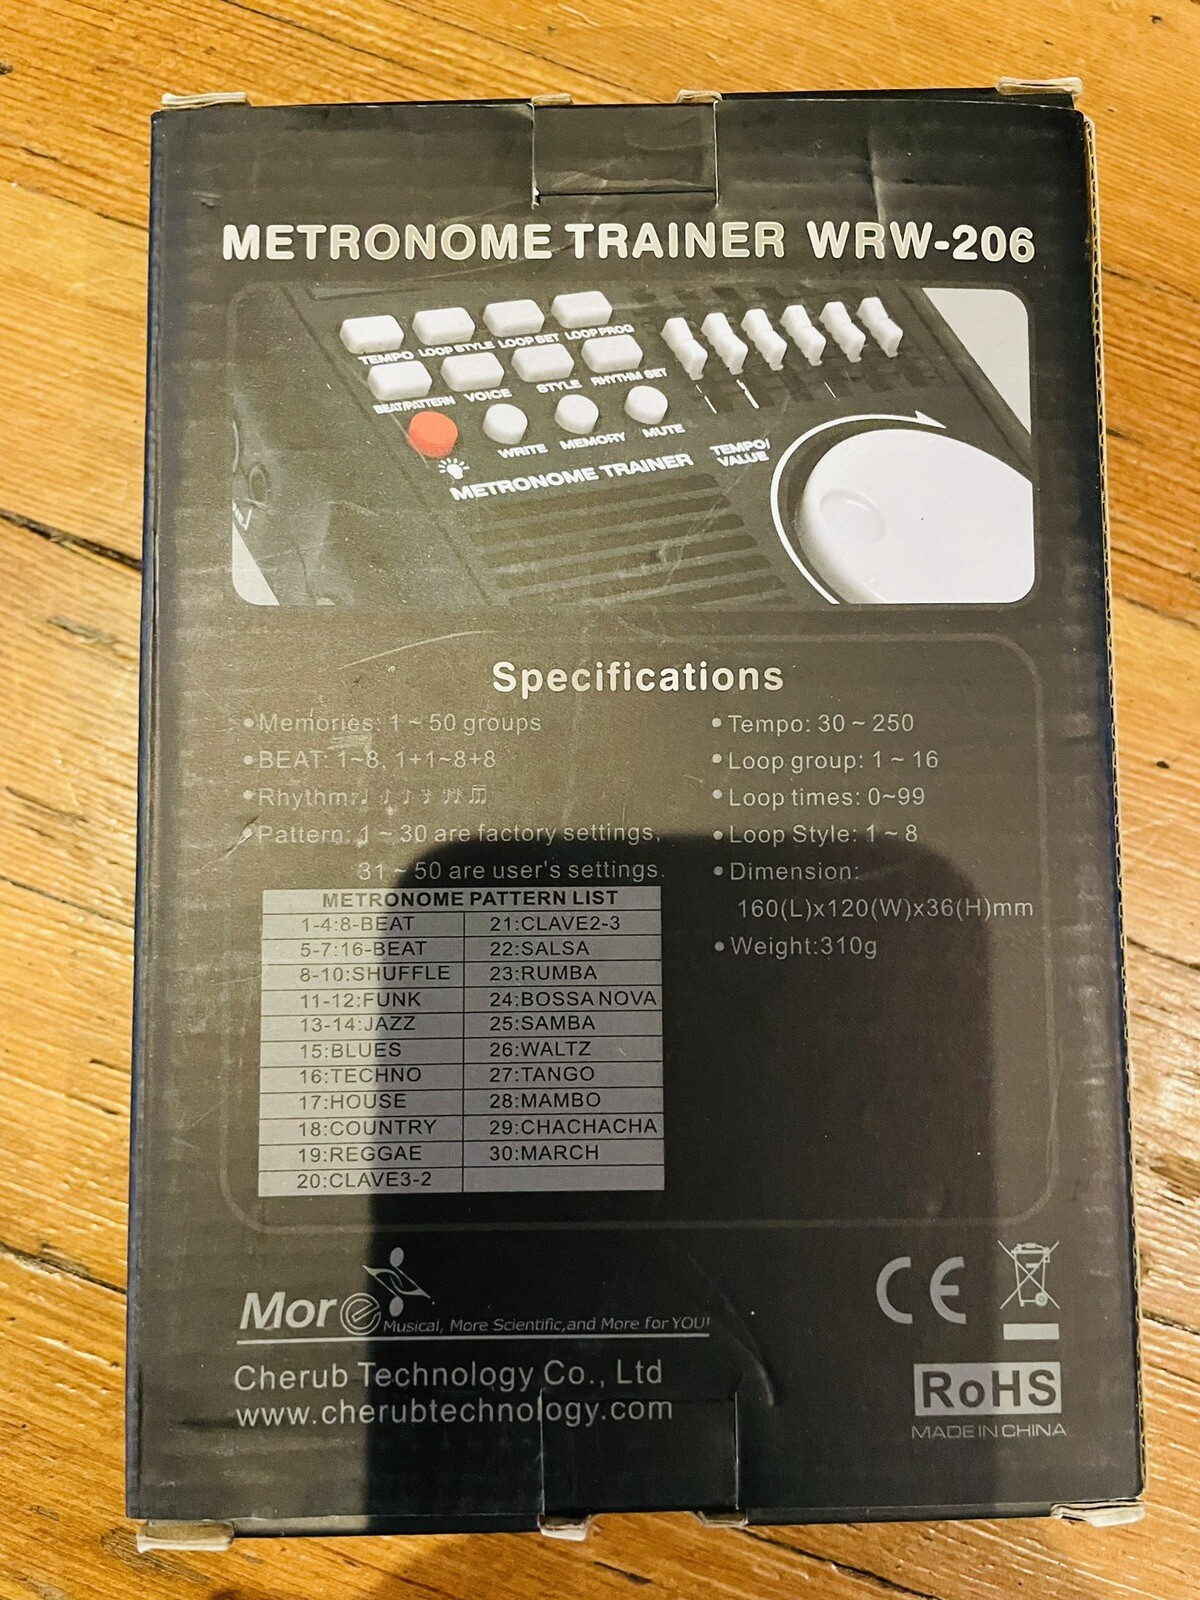 METRONOME TRAINER WRW-206
TEMPO LOOP STYLE LOOP SET LOOP PROG
BEAT/PATTERN VOICE STYLE RHYTHM SET
WRITE MEMORY MUTE
METRONOME TRAINER
TEMPO/
VALUE
Specifications
•Memories: 1 ~ 50 groups
•BEAT: 1~8, 1+1~8+8
•Rhythm:
•Pattern: 1 ~ 30 are factory settings,
31 ~ 50 are user's settings.
METRONOME PATTERN LIST
1-4:8-BEAT 21:CLAVE2-3
5-7:16-BEAT 22:SALSA
8-10:SHUFFLE 23:RUMBA
11-12:FUNK 24:BOSSA NOVA
13-14:JAZZ 25:SAMBA
15:BLUES 26:WALTZ
16:TECHNO 27:TANGO
17:HOUSE 28:MAMBO
18:COUNTRY 29:CHACHACHA
19:REGGAE 30:MARCH
20:CLAVE3-2
• Tempo: 30 ~ 250
• Loop group: 1 ~ 16
• Loop times: 0~99
• Loop Style: 1 ~ 8
• Dimension:
160(L)x120(W)x36(H)mm
• Weight:310g
More Musical, More Scientific,and More for YOU!
Cherub Technology Co., Ltd
www.cherubtechnology.com
CE
RoHS
MADE IN CHINA